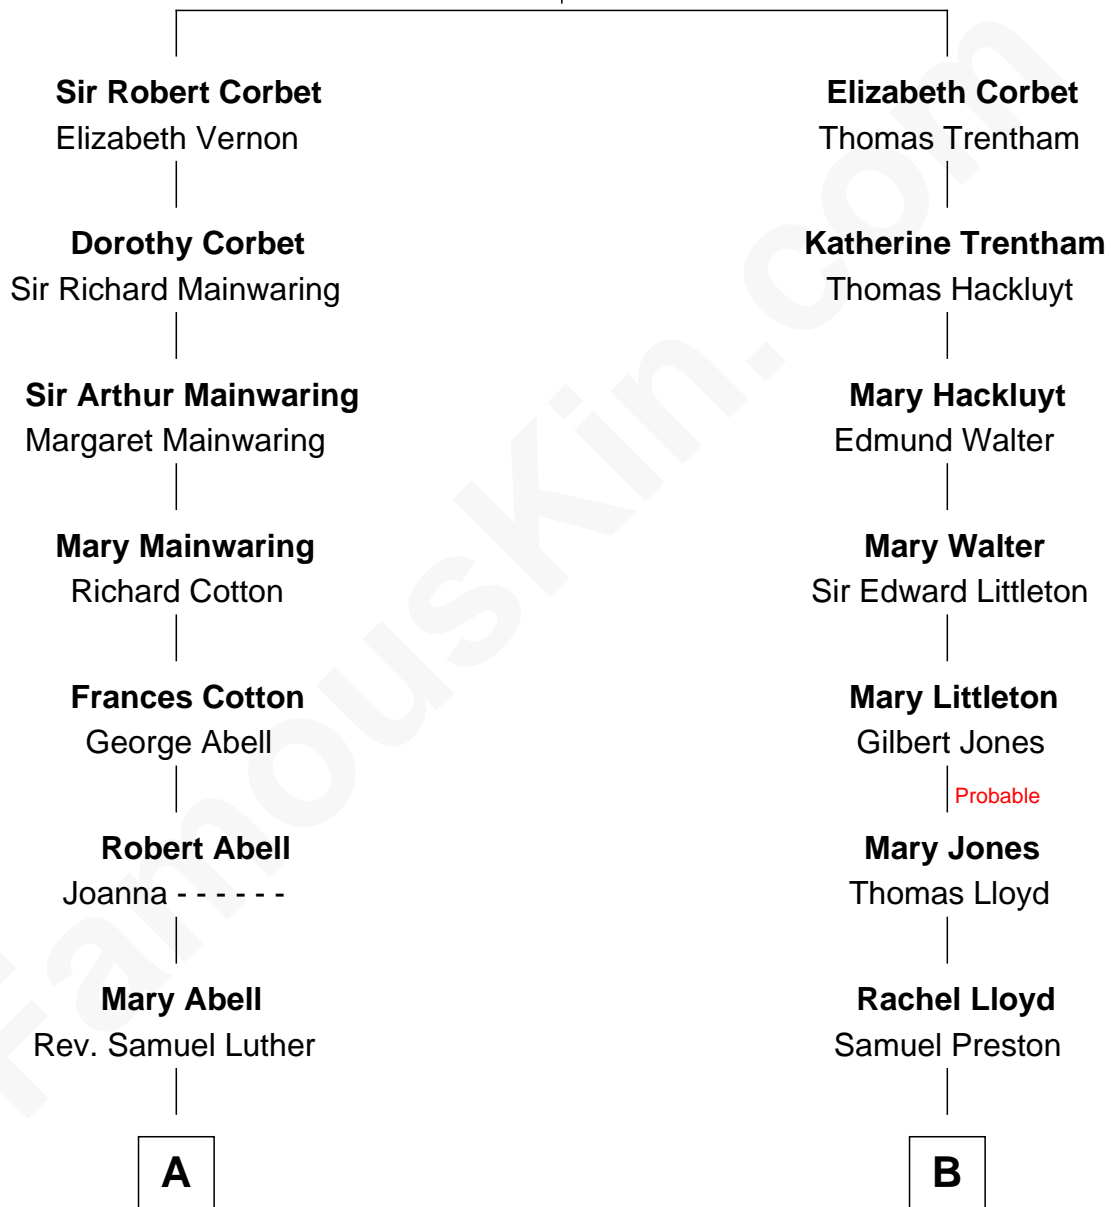 Sir Robert Corbet
Elizabeth Vernon
Dorothy Corbet
Sir Richard Mainwaring
Sir Arthur Mainwaring
Margaret Mainwaring
Mary Mainwaring
Richard Cotton
Frances Cotton
George Abell
Robert Abell
Joanna - - - - - -
Mary Abell
Rev. Samuel Luther
A
Elizabeth Corbet
Thomas Trentham
Katherine Trentham
Thomas Hackluyt
Mary Hackluyt
Edmund Walter
Mary Walter
Sir Edward Littleton
Mary Littleton
Gilbert Jones
Probable
Mary Jones
Thomas Lloyd
Rachel Lloyd
Samuel Preston
B
FamousKin.com